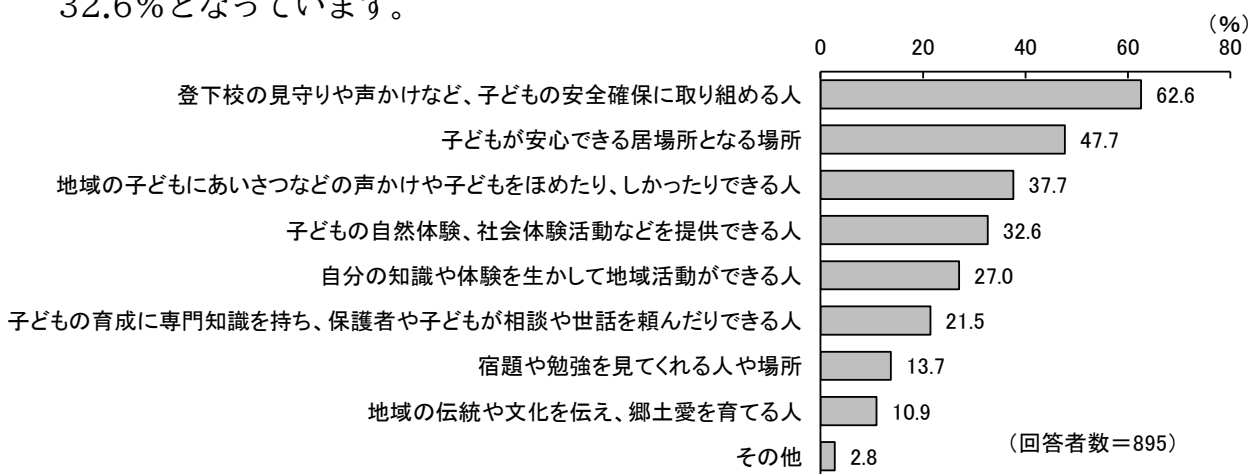 32.6%となっています。
(%)
0 20 40 60 80
登下校の見守りや声かけなど、子どもの安全確保に取り組める人 62.6
子どもが安心できる居場所となる場所 47.7
地域の子どもにあいさつなどの声かけや子どもをほめたり、しかったりできる人 37.7
子どもの自然体験、社会体験活動などを提供できる人 32.6
自分の知識や体験を生かして地域活動ができる人 27.0
子どもの育成に専門知識を持ち、保護者や子どもが相談や世話を頼んだりできる人 21.5
宿題や勉強を見てくれる人や場所 13.7
地域の伝統や文化を伝え、郷土愛を育てる人 10.9
その他 2.8 (回答者数=895)